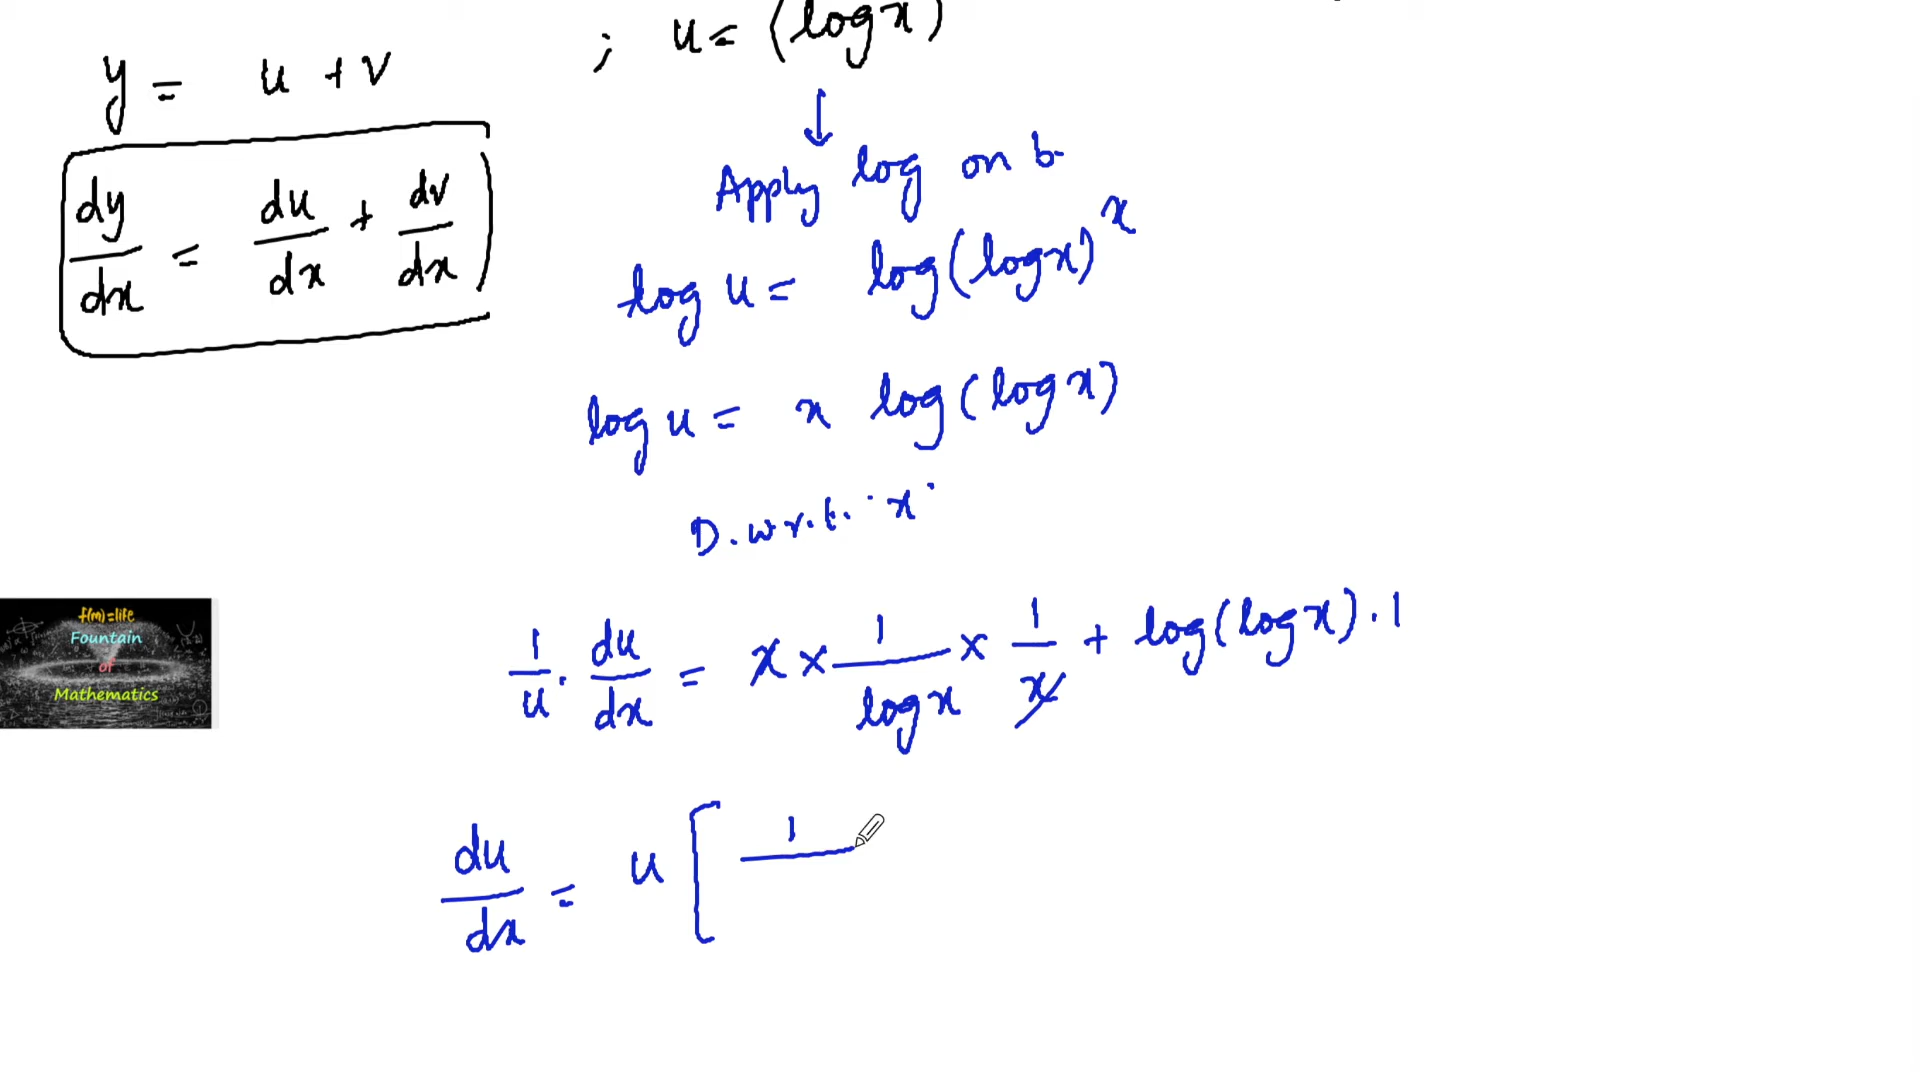 ; u = (log x)
y = u + v
dy/dx = du/dx + dv/dx
Apply log on b
log u = log(log x)^x
log u = x log(log x)
D. w.r.t. 'x'
1/u . du/dx = x × 1/log x × 1/x + log(log x) . 1
f(m)=life
Fountain
of
Mathematics
du/dx = u [ 1